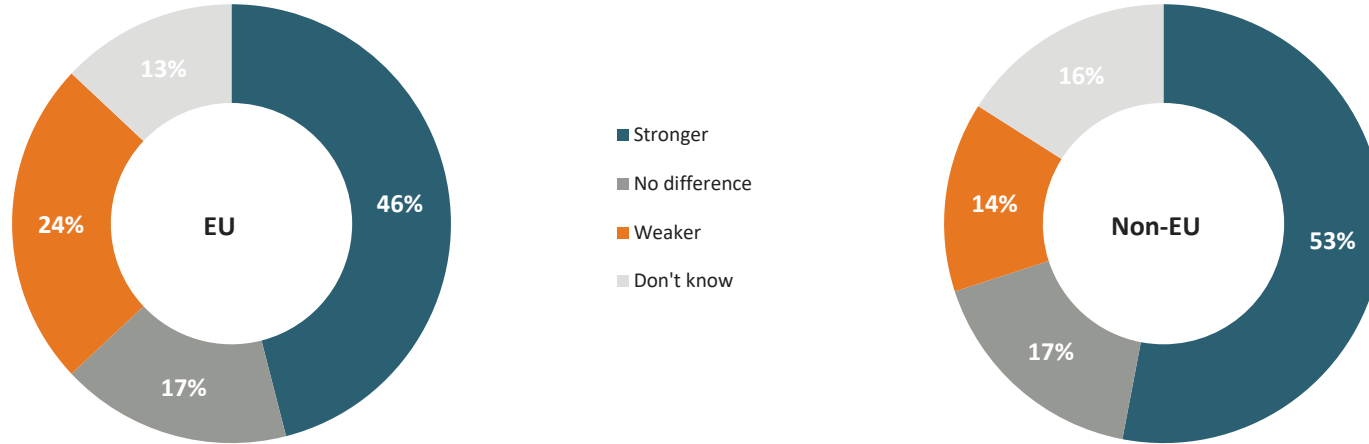 13%
46%
24%
EU
17%
Stronger
No difference
Weaker
Don't know
16%
14%
Non-EU
53%
17%